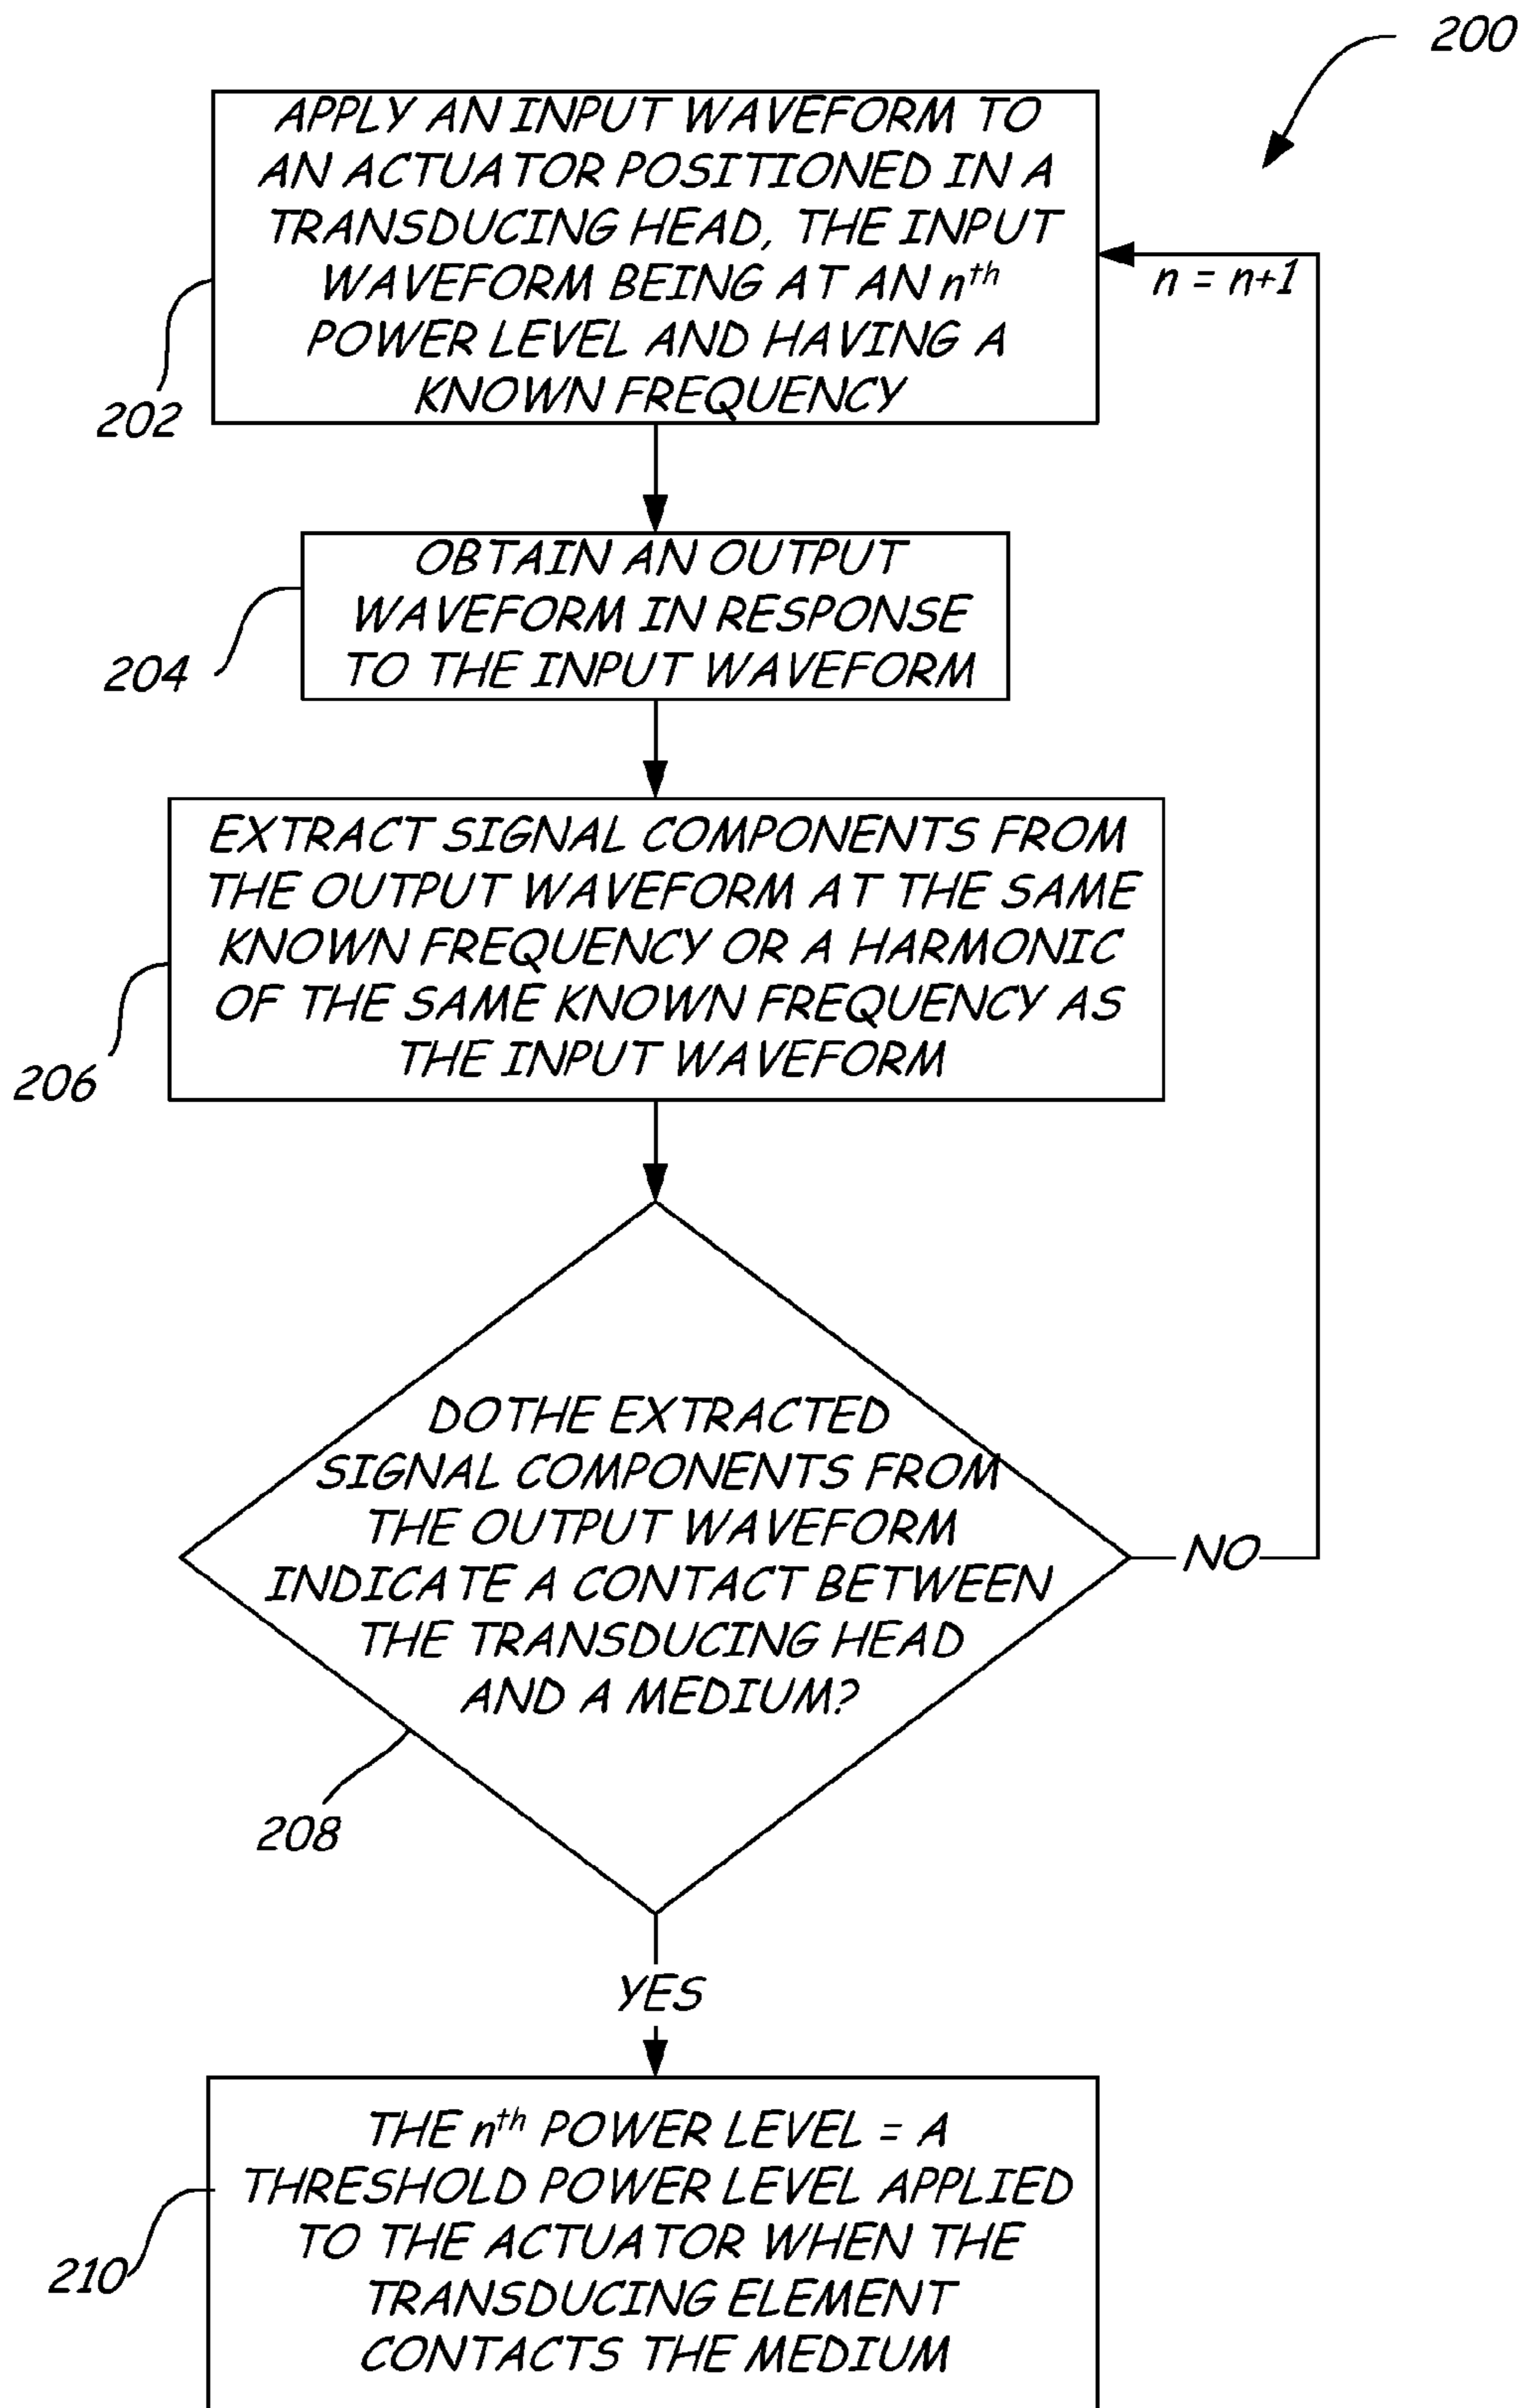 200
APPLY AN INPUT WAVEFORM TO
AN ACTUATOR POSITIONED IN A
TRANSDUCING HEAD, THE INPUT
WAVEFORM BEING AT AN nth
POWER LEVEL AND HAVING A
KNOWN FREQUENCY
n = n+1
202
OBTAIN AN OUTPUT
WAVEFORM IN RESPONSE
TO THE INPUT WAVEFORM
204
EXTRACT SIGNAL COMPONENTS FROM
THE OUTPUT WAVEFORM AT THE SAME
KNOWN FREQUENCY OR A HARMONIC
OF THE SAME KNOWN FREQUENCY AS
THE INPUT WAVEFORM
206
DOTHE EXTRACTED
SIGNAL COMPONENTS FROM
THE OUTPUT WAVEFORM
INDICATE A CONTACT BETWEEN
THE TRANSDUCING HEAD
AND A MEDIUM?
NO
208
YES
THE nth POWER LEVEL = A
THRESHOLD POWER LEVEL APPLIED
TO THE ACTUATOR WHEN THE
TRANSDUCING ELEMENT
CONTACTS THE MEDIUM
210